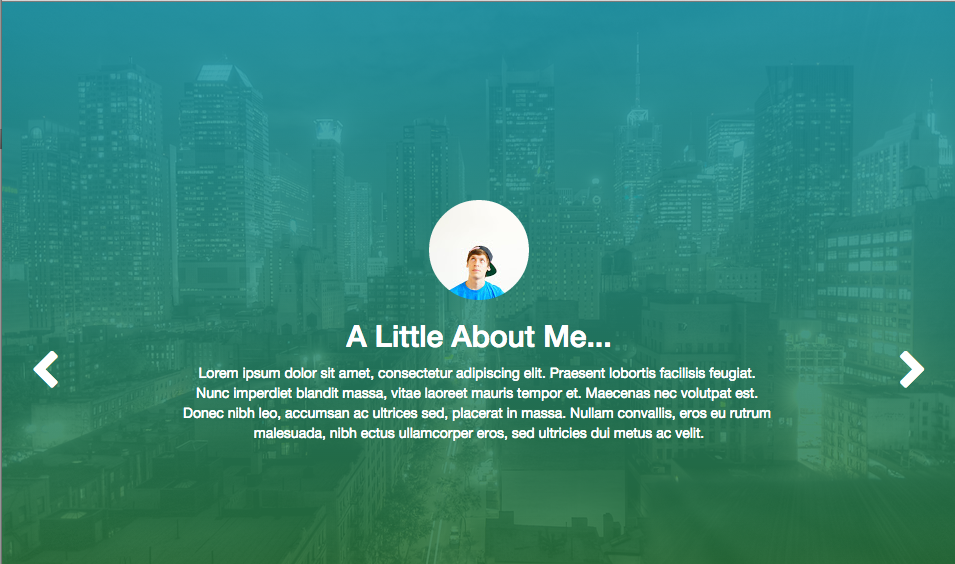 A Little About Me...
Lorem ipsum dolor sit amet, consectetur adipiscing elit. Praesent lobortis facilisis feugiat.
Nunc imperdiet blandit massa, vitae laoreet mauris tempor et. Maecenas nec volutpat est.
Donec nibh leo, accumsan ac ultrices sed, placerat in massa. Nullam convallis, eros eu rutrum
malesuada, nibh ectus ullamcorper eros, sed ultricies dui metus ac velit.